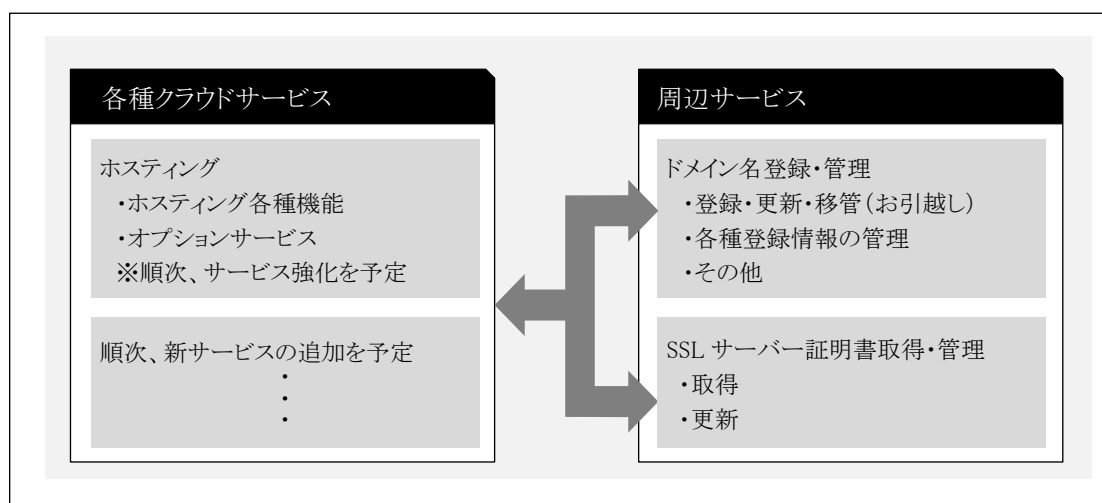 各種クラウドサービス
ホスティング
・ホスティング各種機能
・オプションサービス
※順次、サービス強化を予定
順次、新サービスの追加を予定
・
・
・
周辺サービス
ドメイン名登録・管理
・登録・更新・移管(お引越し)
・各種登録情報の管理
・その他
SSL サーバー証明書取得・管理
・取得
・更新